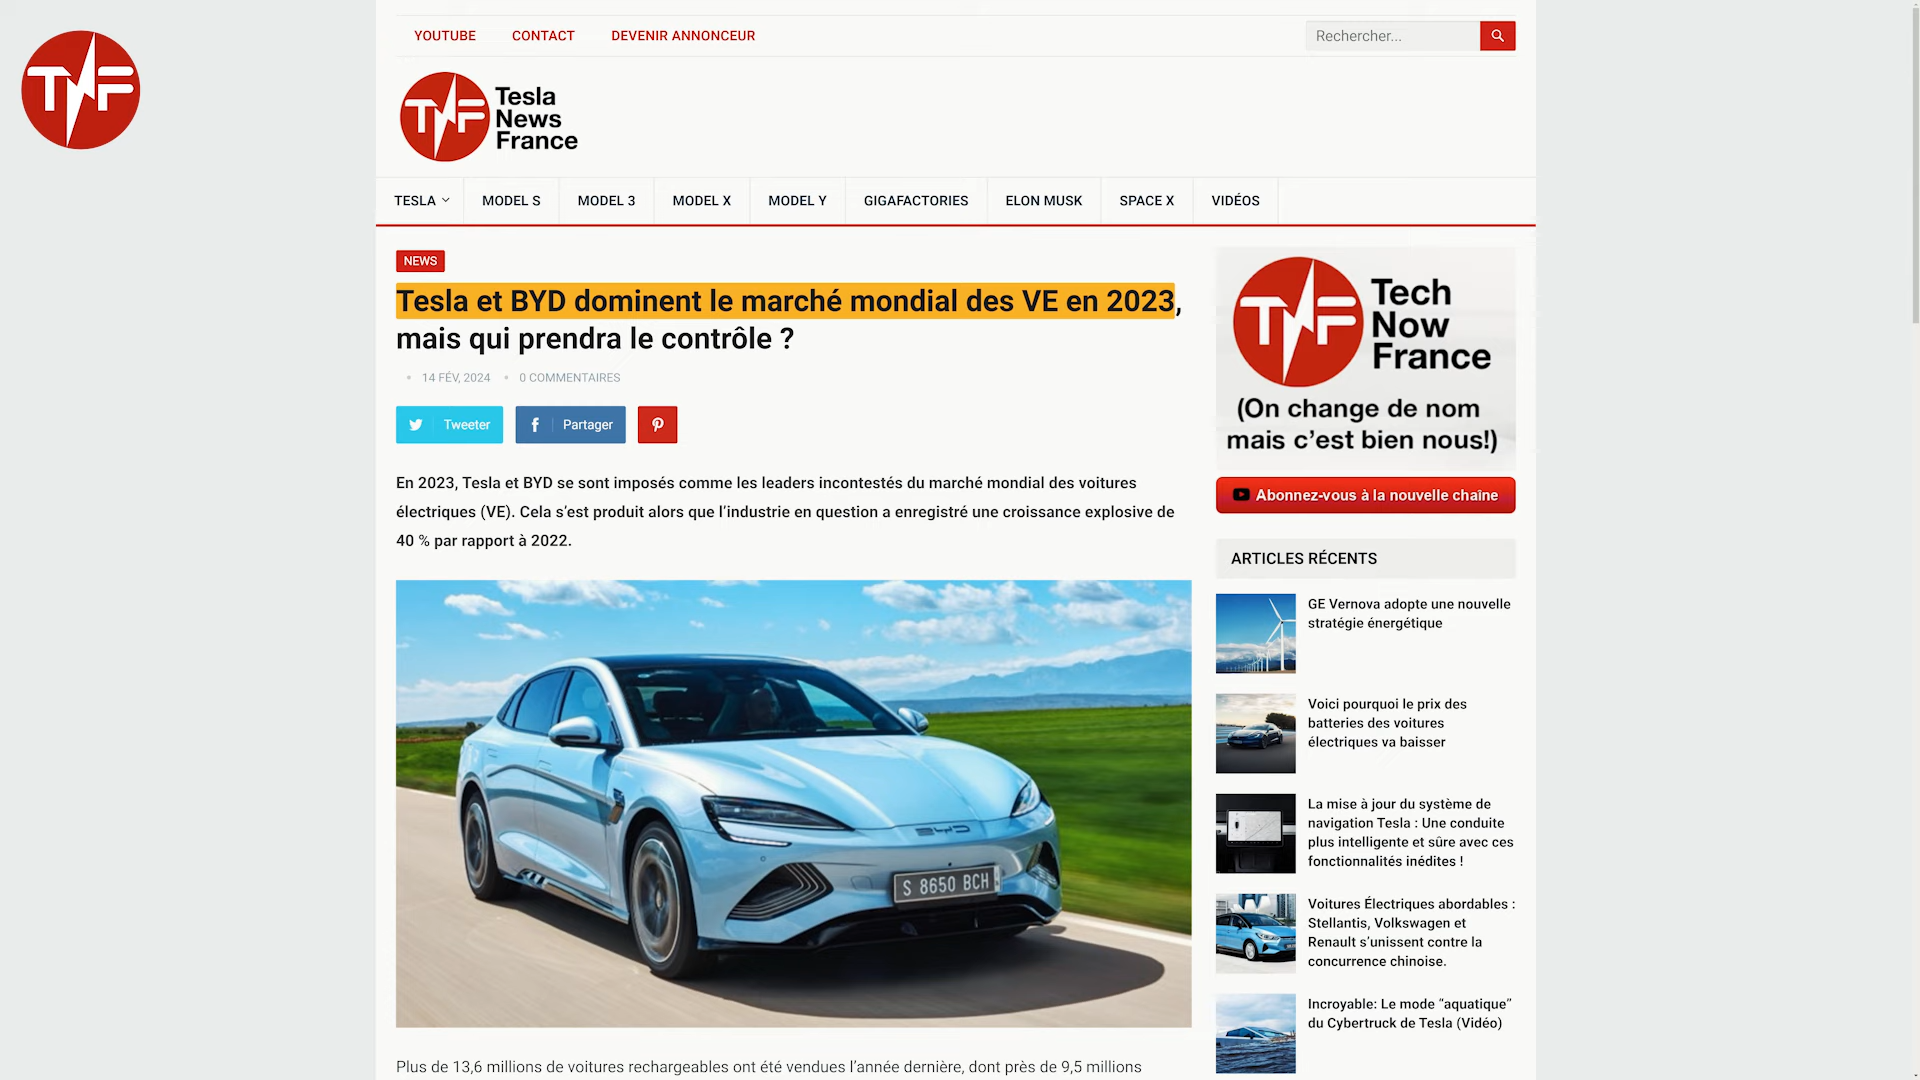 TNF
YOUTUBE CONTACT DEVENIR ANNONCEUR
Rechercher...
TNF
Tesla
News
France
TESLA MODEL S MODEL 3 MODEL X MODEL Y GIGAFACTORIES ELON MUSK SPACE X VIDÉOS
NEWS
Tesla et BYD dominent le marché mondial des VE en 2023,
mais qui prendra le contrôle ?
14 FÉV, 2024 0 COMMENTAIRES
Tweeter Partager
En 2023, Tesla et BYD se sont imposés comme les leaders incontestés du marché mondial des voitures
électriques (VE). Cela s’est produit alors que l’industrie en question a enregistré une croissance explosive de
40 % par rapport à 2022.
BYD
S 8650 BCH
Plus de 13,6 millions de voitures rechargeables ont été vendues l’année dernière, dont près de 9,5 millions
TNF
Tech
Now
France
(On change de nom
mais c’est bien nous!)
Abonnez-vous à la nouvelle chaîne
ARTICLES RÉCENTS
GE Vernova adopte une nouvelle
stratégie énergétique
Voici pourquoi le prix des
batteries des voitures
électriques va baisser
La mise à jour du système de
navigation Tesla : Une conduite
plus intelligente et sûre avec ces
fonctionnalités inédites !
Voitures Électriques abordables :
Stellantis, Volkswagen et
Renault s’unissent contre la
concurrence chinoise.
Incroyable: Le mode “aquatique”
du Cybertruck de Tesla (Vidéo)